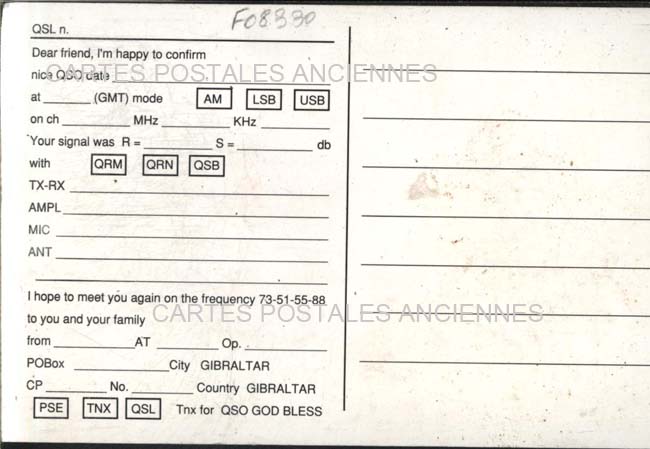 F08330
QSL n.
Dear friend, I'm happy to confirm
nice QSO date
CARTES POSTALES ANCIENNES
at (GMT) mode AM LSB USB
on ch MHz KHz
Your signal was R = S = db
with QRM QRN QSB
TX-RX
AMPL
MIC
ANT
I hope to meet you again on the frequency 73-51-55-88
CARTES POSTALES ANCIENNES
to you and your family
from AT Op.
POBox City GIBRALTAR
CP No. Country GIBRALTAR
PSE TNX QSL Tnx for QSO GOD BLESS